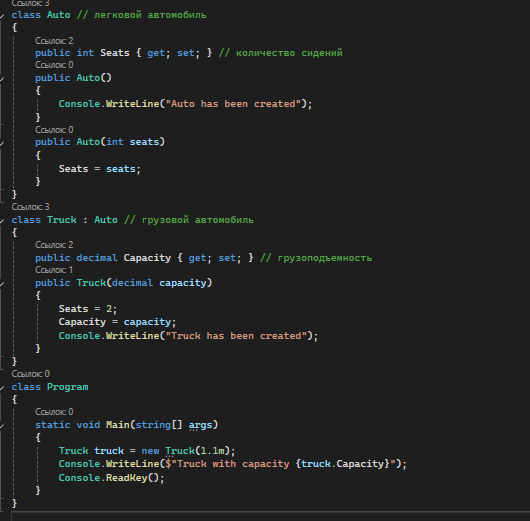 Ссылок: 3
class Auto // легковой автомобиль
{
Ссылок: 2
public int Seats { get; set; } // количество сидений
Ссылок: 0
public Auto()
{
Console.WriteLine("Auto has been created");
}
Ссылок: 0
public Auto(int seats)
{
Seats = seats;
}
}
Ссылок: 3
class Truck : Auto // грузовой автомобиль
{
Ссылок: 2
public decimal Capacity { get; set; } // грузоподъемность
Ссылок: 1
public Truck(decimal capacity)
{
Seats = 2;
Capacity = capacity;
Console.WriteLine("Truck has been created");
}
}
Ссылок: 0
class Program
{
Ссылок: 0
static void Main(string[] args)
{
Truck truck = new Truck(1.1m);
Console.WriteLine($"Truck with capacity {truck.Capacity}");
Console.ReadKey();
}
}